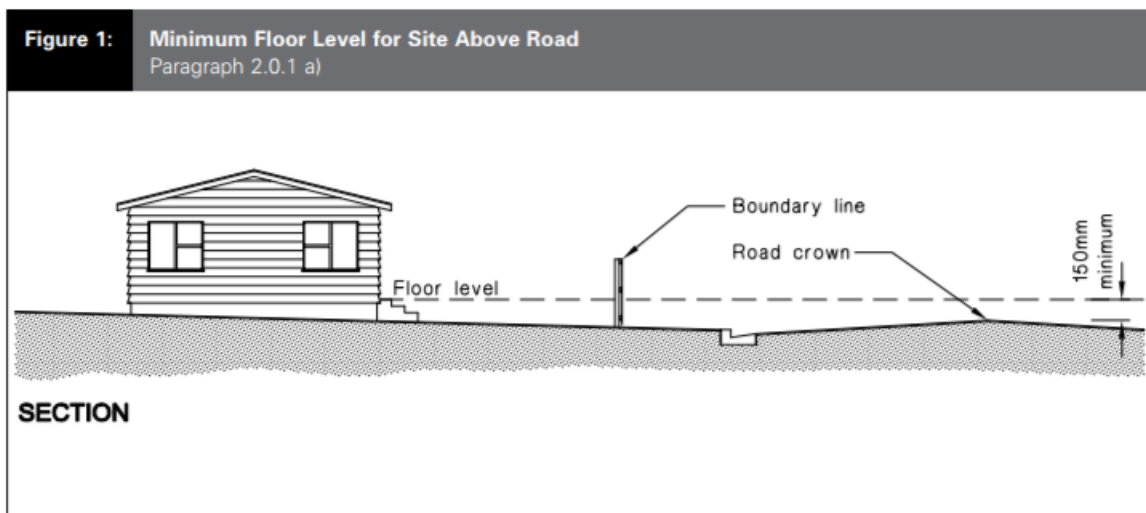 Figure 1: Minimum Floor Level for Site Above Road
Paragraph 2.0.1 a)
Boundary line
Road crown
150mm
minimum
Floor level
SECTION